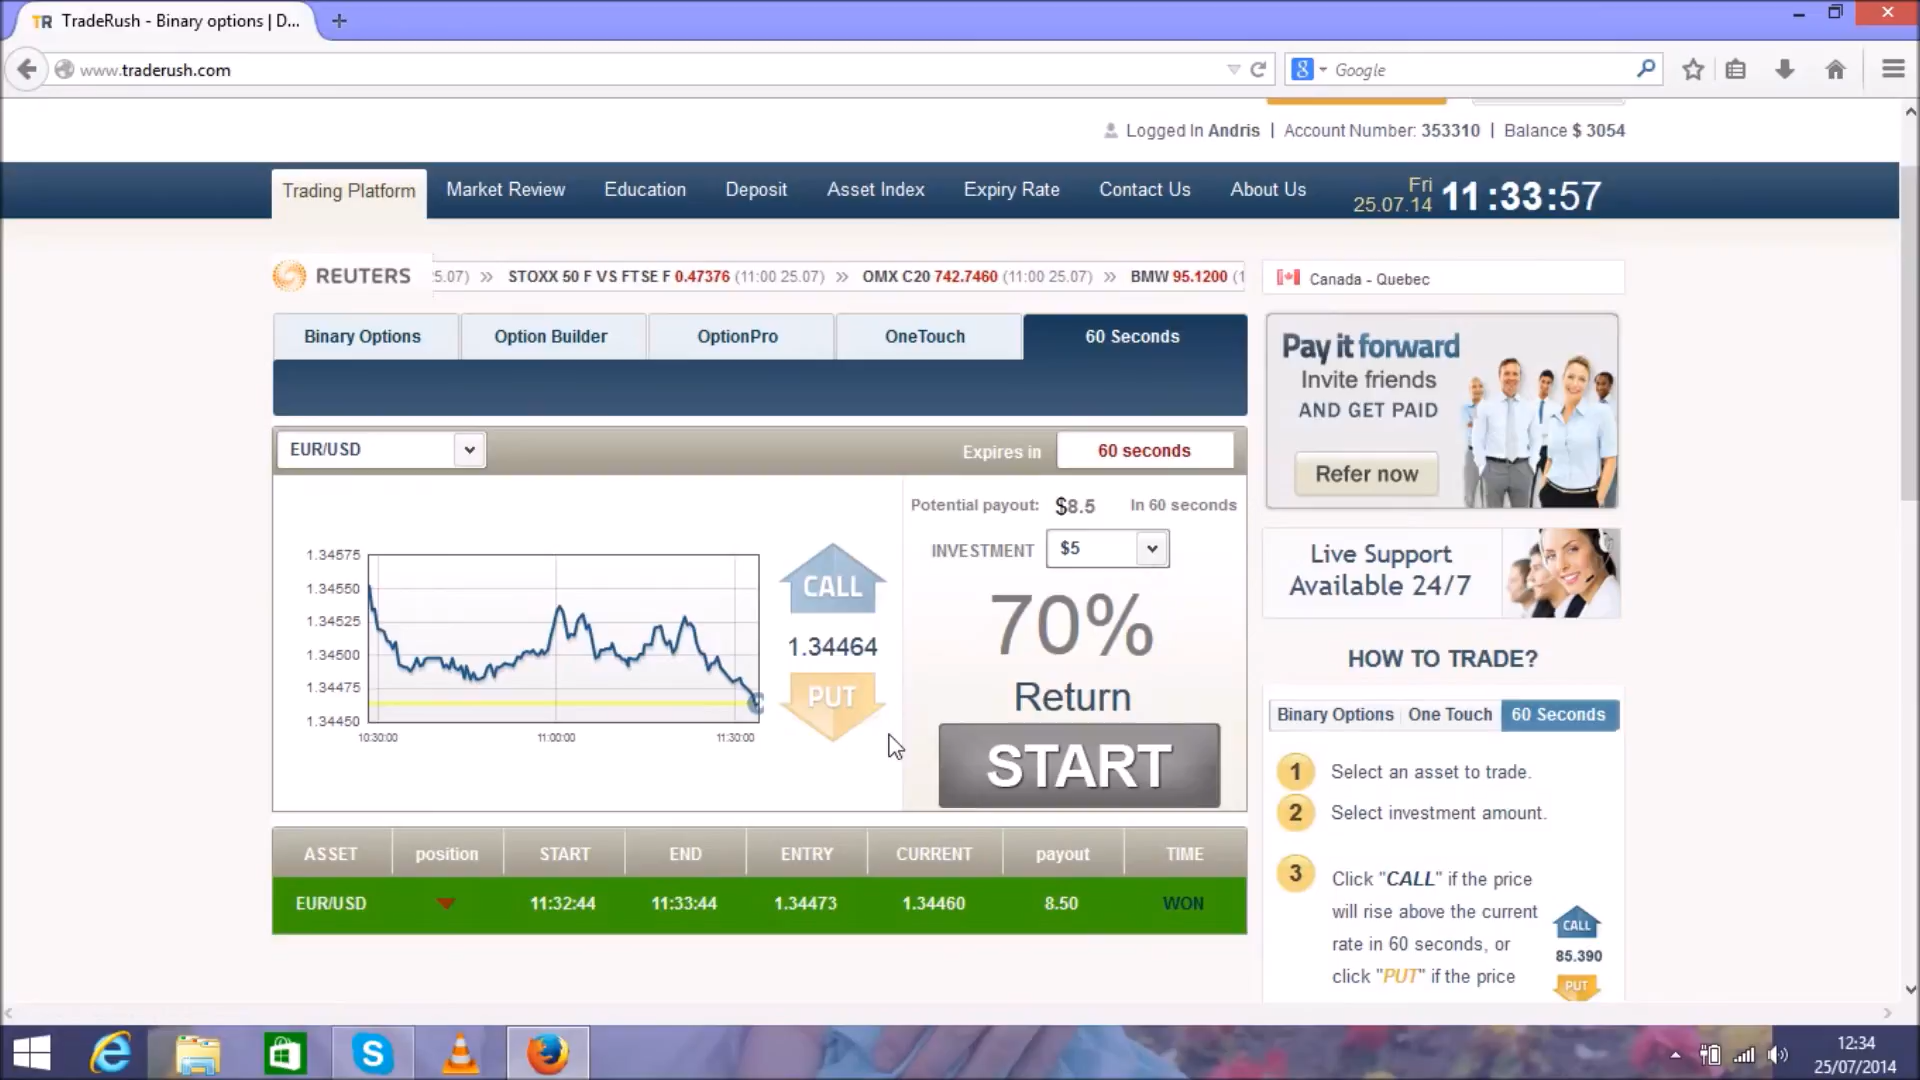 TR TradeRush - Binary options | D...
www.traderush.com
Google
Logged In Andris | Account Number: 353310 | Balance $ 3054
Trading Platform Market Review Education Deposit Asset Index Expiry Rate Contact Us About Us
Fri
25.07.14 11:33:57
REUTERS 5.07) » STOXX 50 F VS FTSE F 0.47376 (11:00 25.07) » OMX C20 742.7460 (11:00 25.07) » BMW 95.1200 (1
Canada - Quebec
Binary Options Option Builder OptionPro OneTouch 60 Seconds
Pay it forward
Invite friends
AND GET PAID
Refer now
EUR/USD
Expires in 60 seconds
Potential payout: $8.5 In 60 seconds
INVESTMENT $5
70%
Return
START
1.34575
1.34550
1.34525
1.34500
1.34475
1.34450
10:30:00 11:00:00 11:30:00
CALL
1.34464
PUT
Live Support
Available 24/7
HOW TO TRADE?
Binary Options One Touch 60 Seconds
1 Select an asset to trade.
2 Select investment amount.
3 Click "CALL" if the price
will rise above the current
rate in 60 seconds, or
click "PUT" if the price
CALL
85.390
PUT
ASSET position START END ENTRY CURRENT payout TIME
EUR/USD 11:32:44 11:33:44 1.34473 1.34460 8.50 WON
12:34
25/07/2014